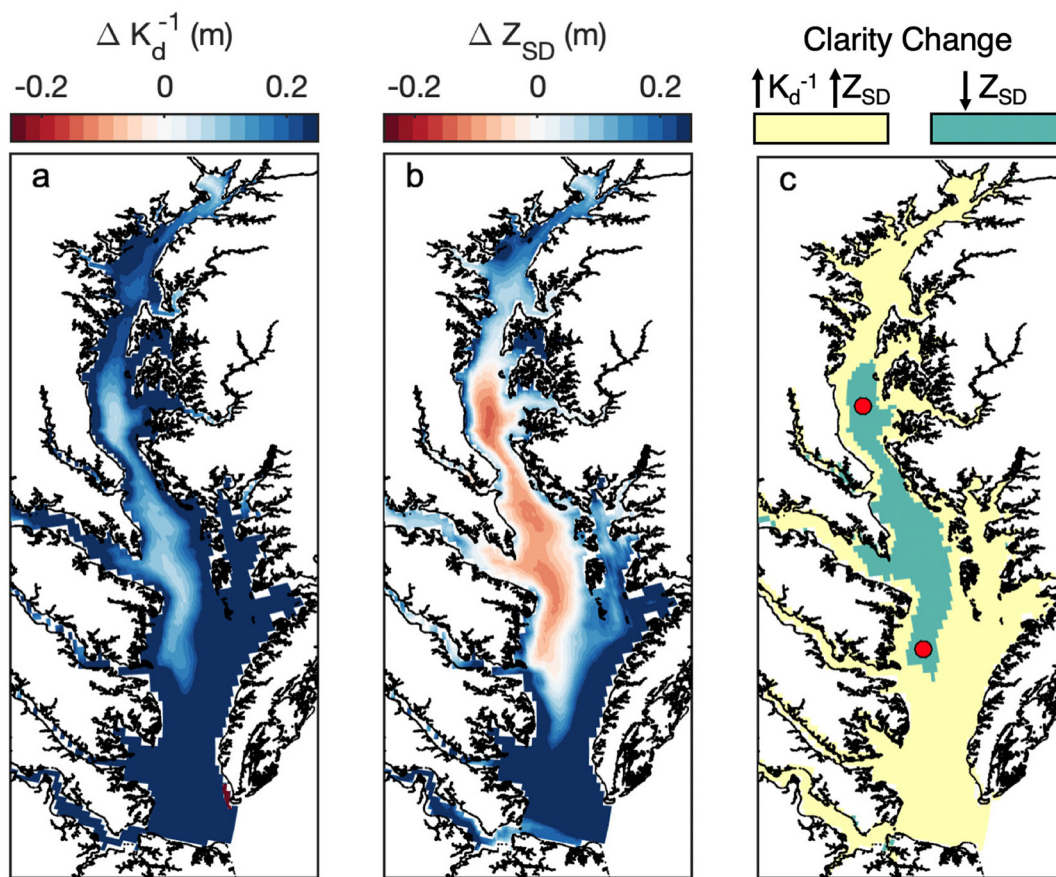 Δ K_d^-1 (m)
-0.2 0 0.2
Δ Z_SD (m)
-0.2 0 0.2
Clarity Change
↑K_d^-1 ↑Z_SD
↓ Z_SD
a
b
c